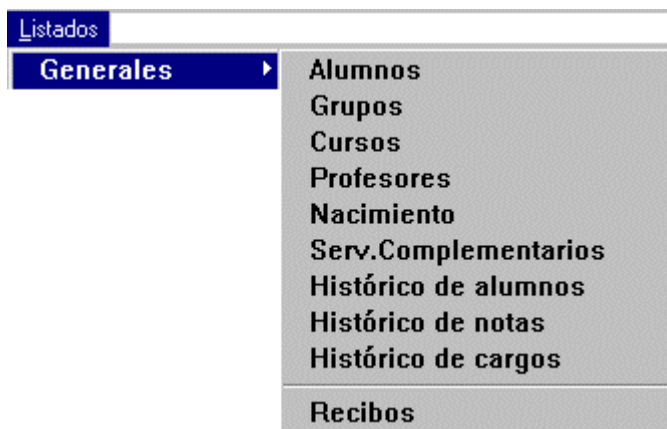 Listados
Generales
Alumnos
Grupos
Cursos
Profesores
Nacimiento
Serv.Complementarios
Histórico de alumnos
Histórico de notas
Histórico de cargos
Recibos